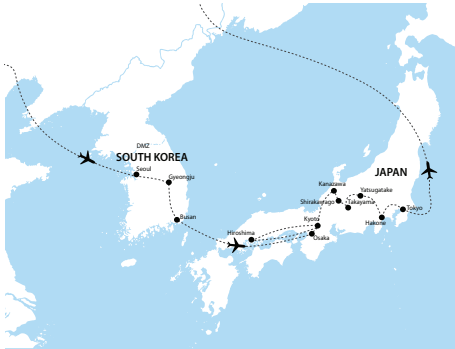 DMZ
SOUTH KOREA
Seoul
Gyeongju
Busan
JAPAN
Kanazawa
Yatsugatake
Shirakawago
Takayama
Tokyo
Hakone
Kyoto
Hiroshima
Osaka